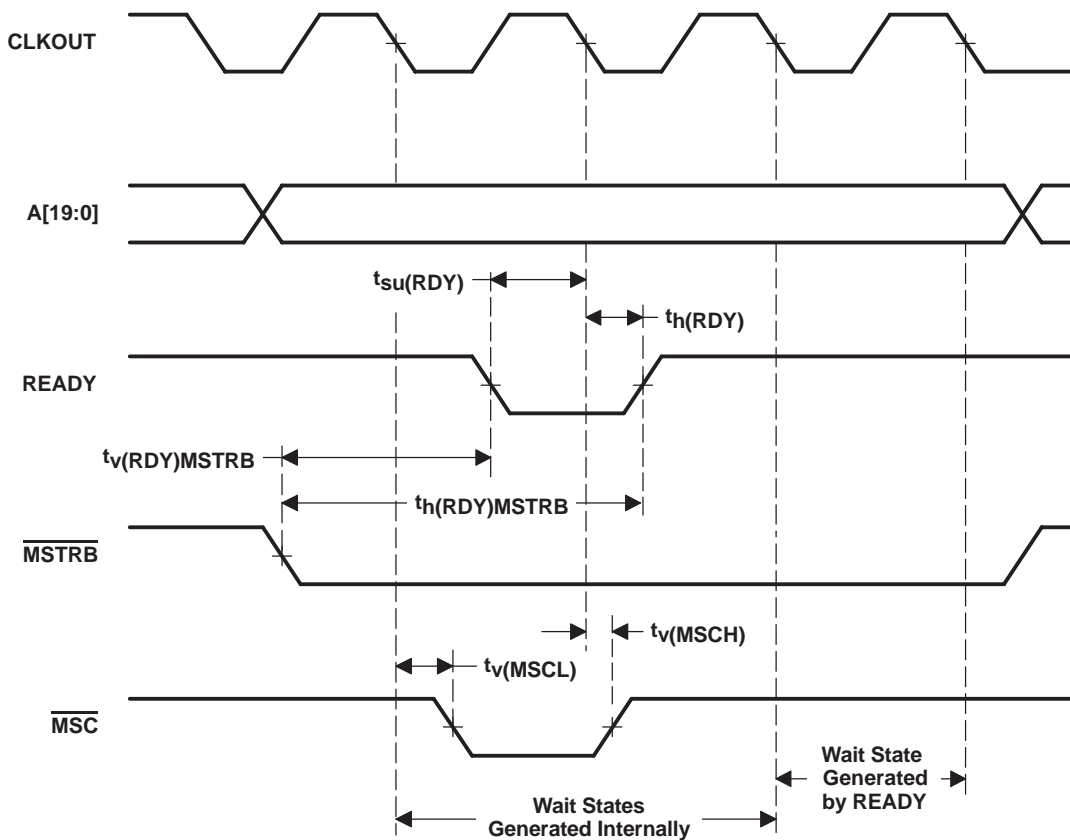 CLKOUT
A[19:0]
tsu(RDY)
th(RDY)
READY
tv(RDY)MSTRB
th(RDY)MSTRB
MSTRB
tv(MSCH)
tv(MSCL)
MSC
Wait State
Generated
by READY
Wait States
Generated Internally